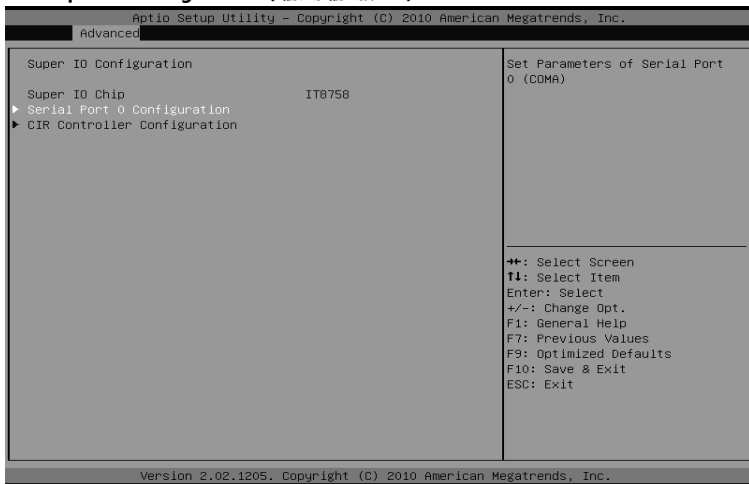 Aptio Setup Utility – Copyright (C) 2010 American Megatrends, Inc.
Advanced
Super IO Configuration
Super IO Chip IT8758
▶ Serial Port 0 Configuration
▶ CIR Controller Configuration
Set Parameters of Serial Port
0 (COMA)
→←: Select Screen
↑↓: Select Item
Enter: Select
+/-: Change Opt.
F1: General Help
F7: Previous Values
F9: Optimized Defaults
F10: Save & Exit
ESC: Exit
Version 2.02.1205. Copyright (C) 2010 American Megatrends, Inc.